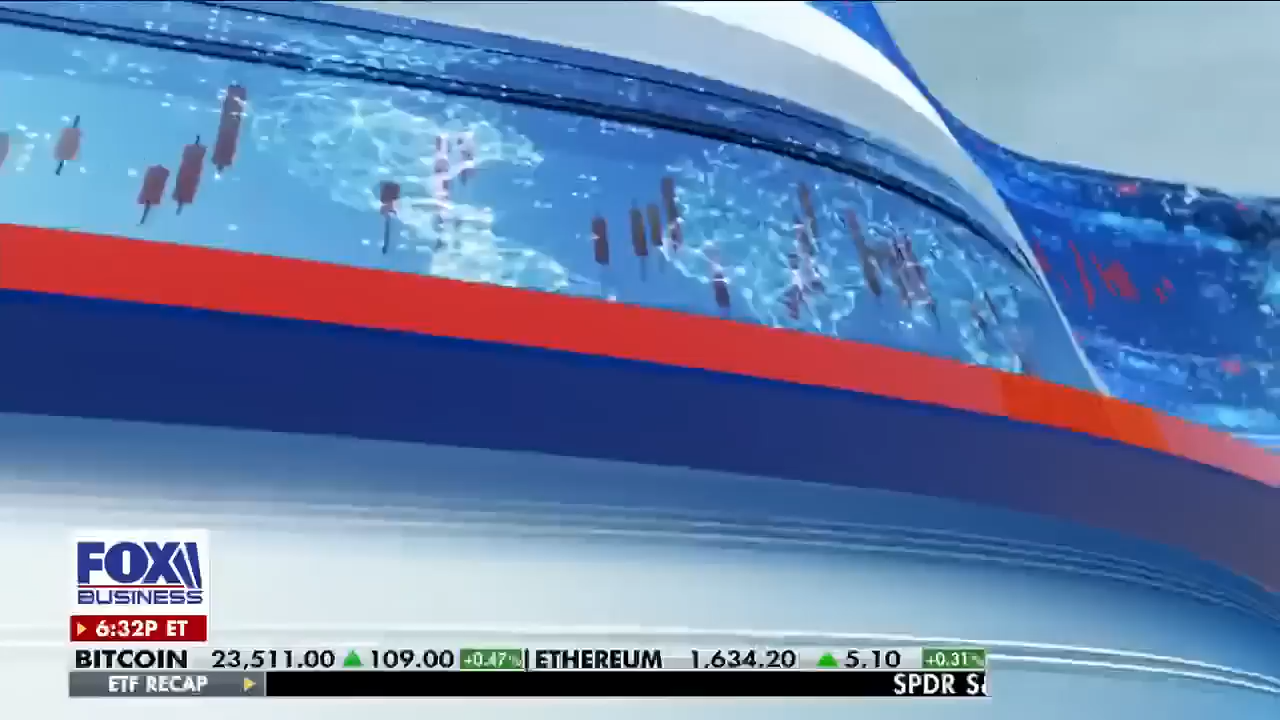 FOX
BUSINESS
6:32P ET
BITCOIN 23,511.00 109.00 +0.47% ETHEREUM 1,634.20 5.10 +0.31%
ETF RECAP SPDR